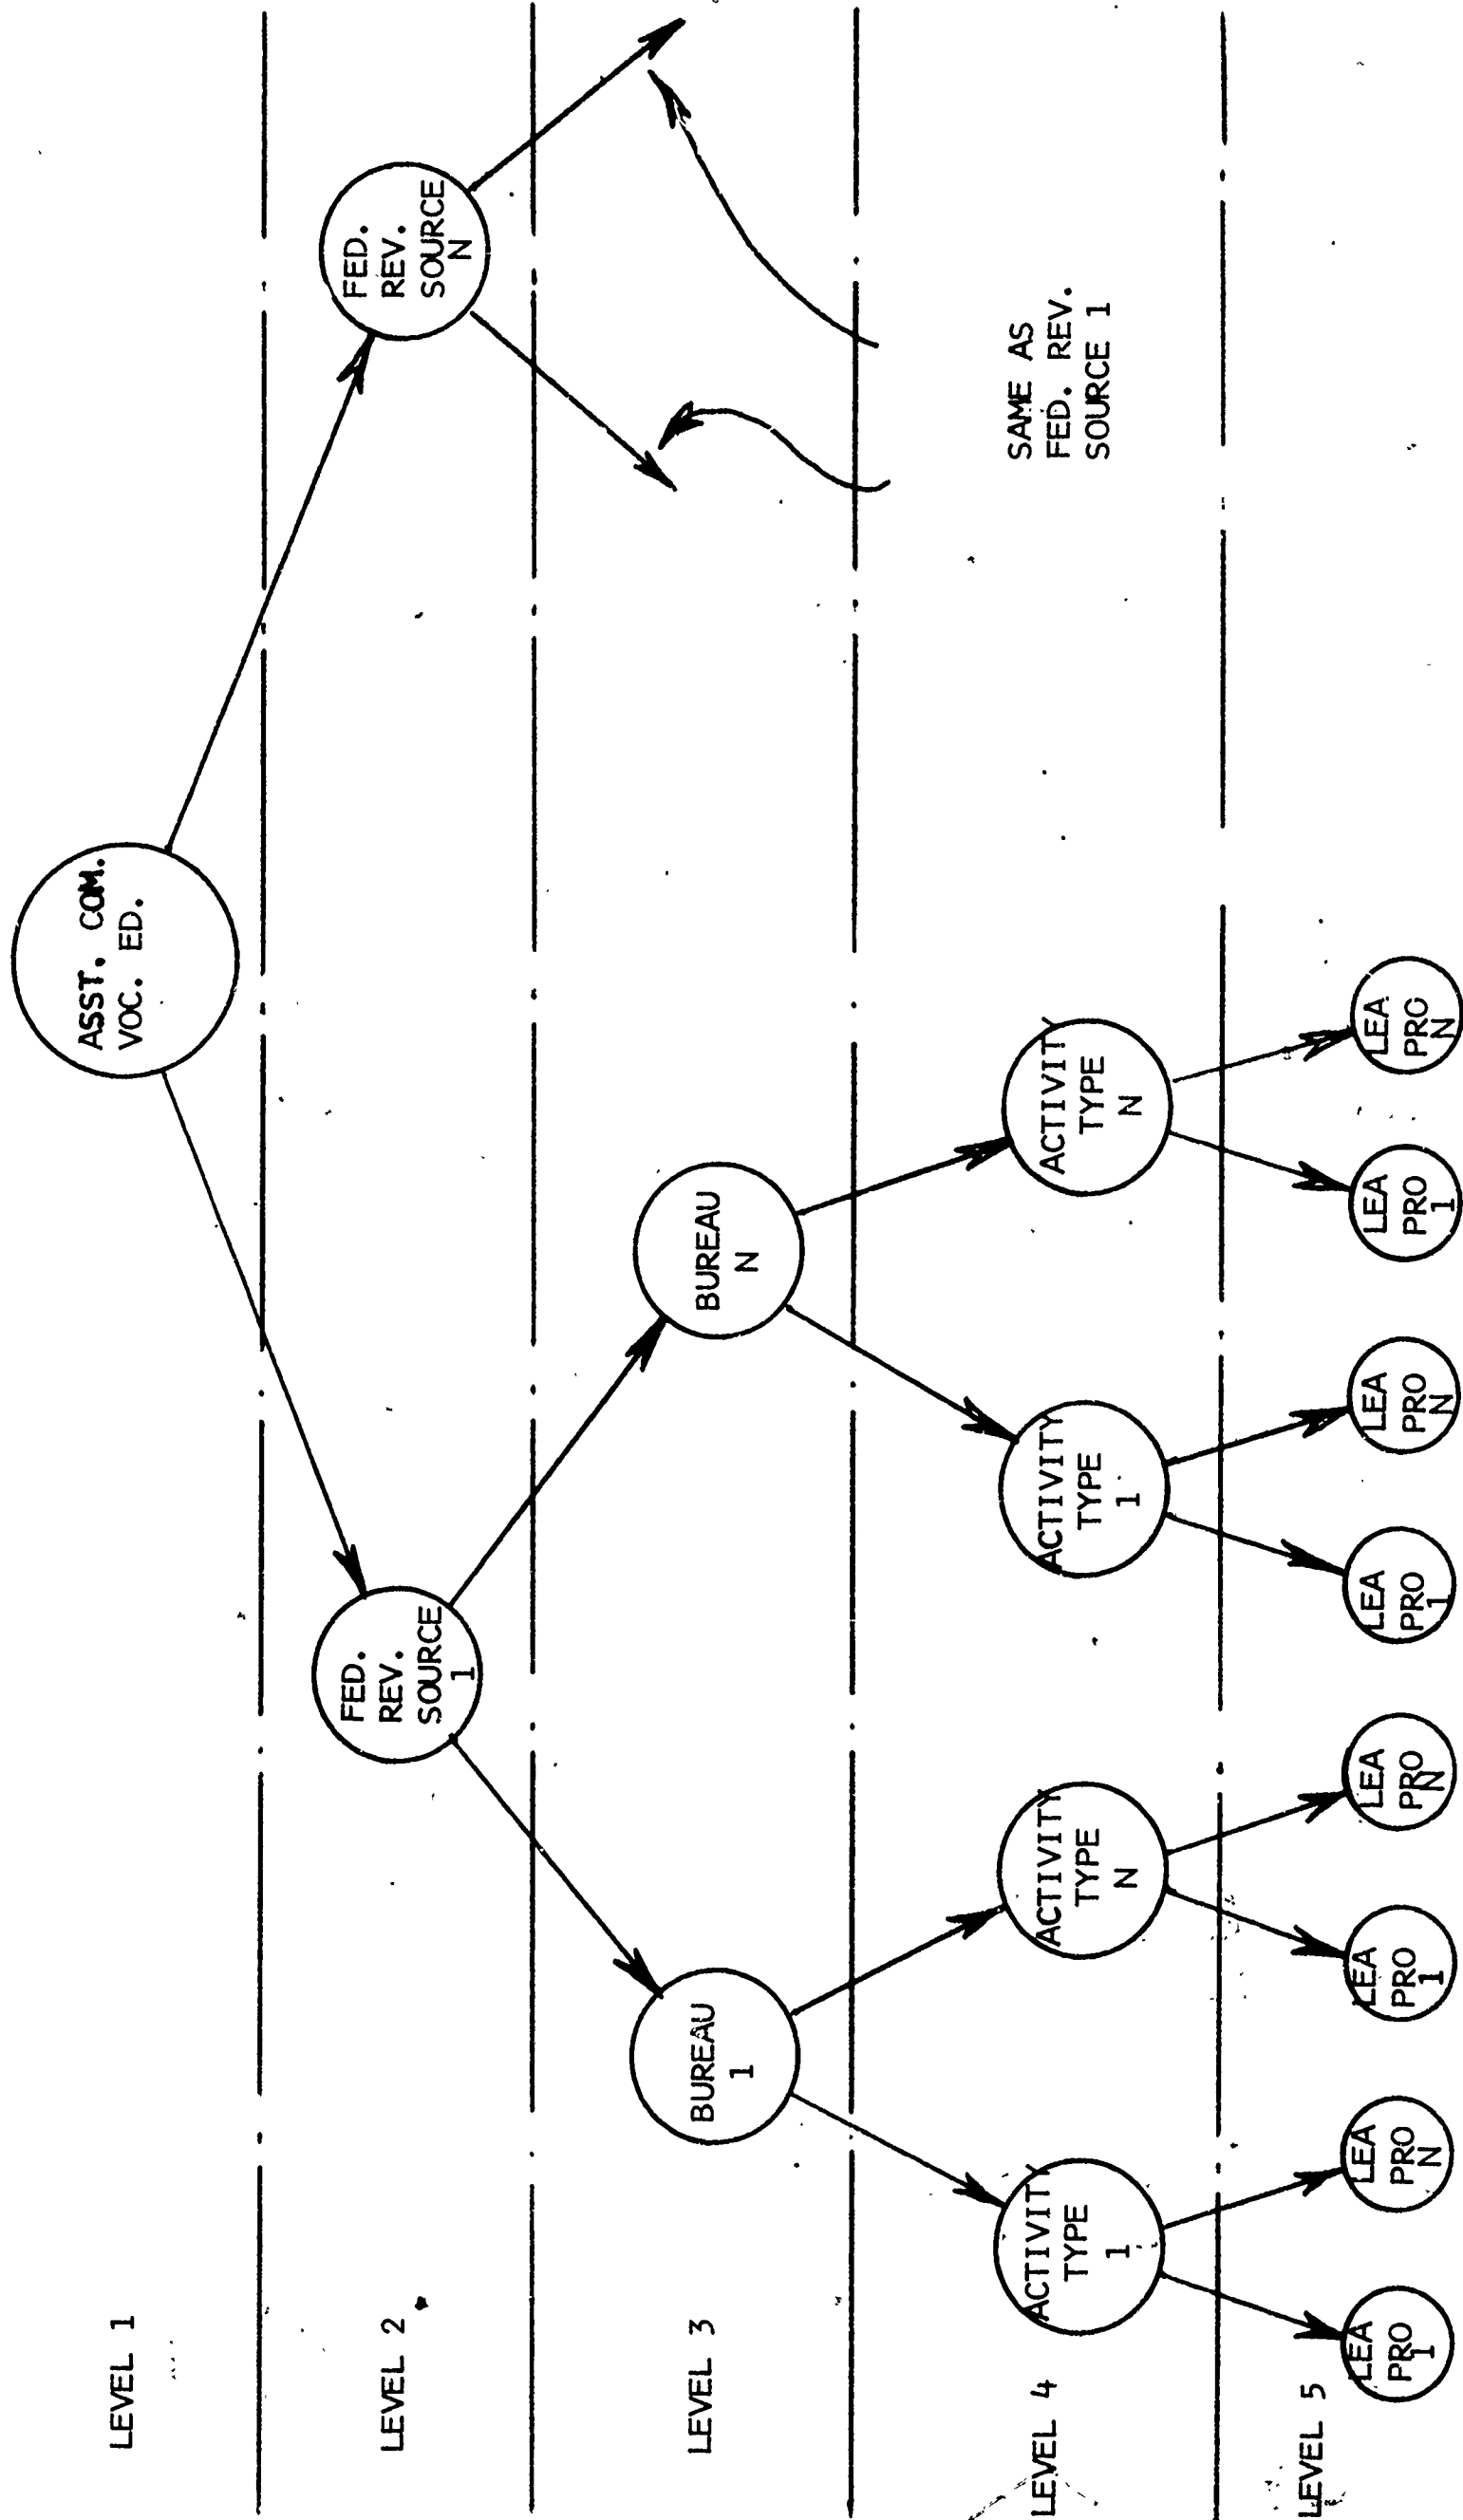 LEVEL 1
ASST. COM.
VOC. ED.
LEVEL 2
FED.
REV.
SOURCE
1
FED.
REV.
SOURCE
N
LEVEL 3
BUREAU
1
BUREAU
N
LEVEL 4
ACTIVITY
TYPE
1
ACTIVITY
TYPE
N
ACTIVITY
TYPE
1
ACTIVITY
TYPE
N
SAME AS
FED. REV.
SOURCE 1
LEVEL 5
LEA
PRO
1
LEA
PRO
N
LEA
PRO
1
LEA
PRO
N
LEA
PRO
1
LEA
PRO
N
LEA
PRO
1
LEA
PRO
N